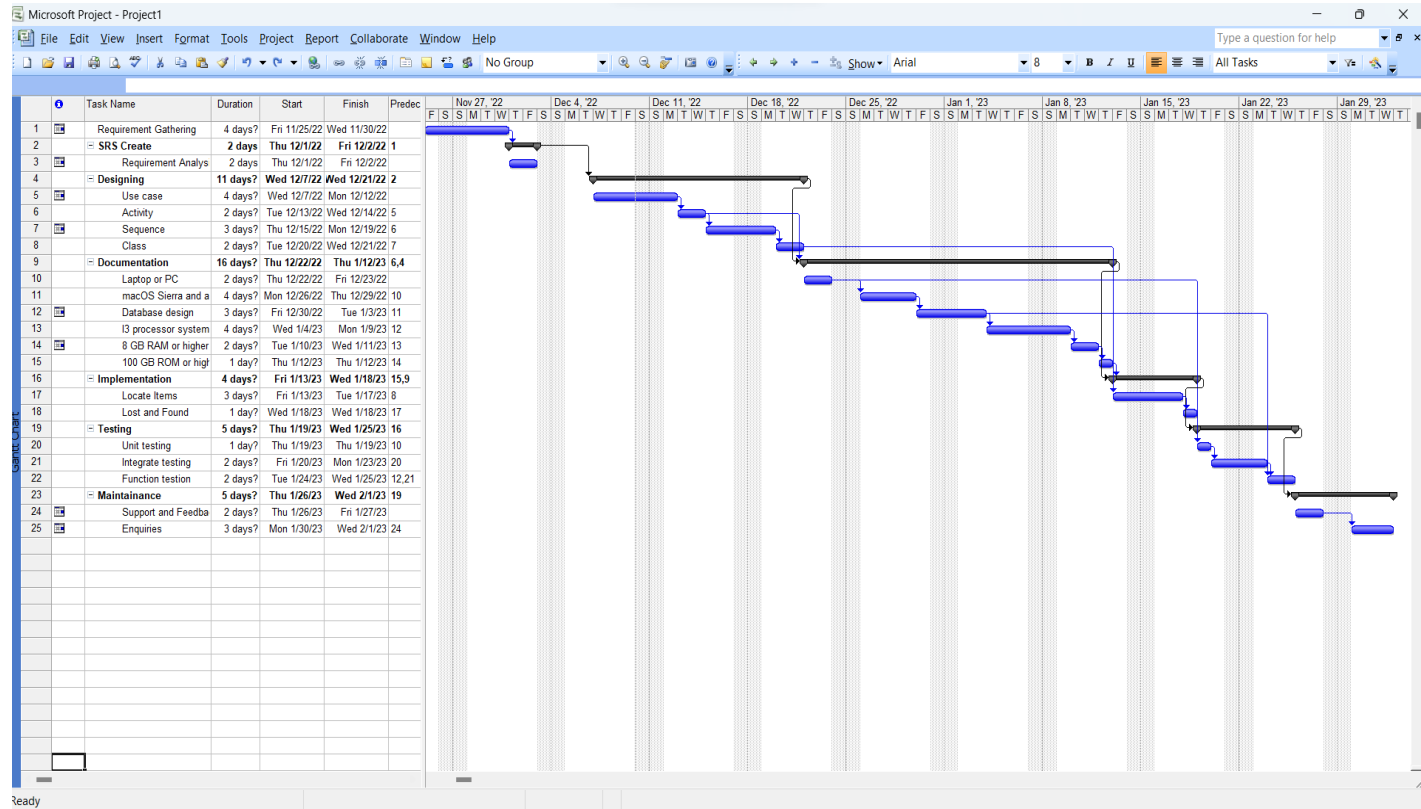 Microsoft Project - Project1
File Edit View Insert Format Tools Project Report Collaborate Window Help Type a question for help
No Group Show Arial 8 B I U All Tasks
Task Name Duration Start Finish Predec Nov 27, '22 Dec 4, '22 Dec 11, '22 Dec 18, '22 Dec 25, '22 Jan 1, '23 Jan 8, '23 Jan 15, '23 Jan 22, '23 Jan 29, '23
F S S M T W T F S S M T W T F S S M T W T F S S M T W T F S S M T W T F S S M T W T F S S M T W T F S S M T W T F S S M T W T F S S M T W T
1 Requirement Gathering 4 days? Fri 11/25/22 Wed 11/30/22
2 SRS Create 2 days Thu 12/1/22 Fri 12/2/22 1
3 Requirement Analys 2 days Thu 12/1/22 Fri 12/2/22
4 Designing 11 days? Wed 12/7/22 Wed 12/21/22 2
5 Use case 4 days? Wed 12/7/22 Mon 12/12/22
6 Activity 2 days? Tue 12/13/22 Wed 12/14/22 5
7 Sequence 3 days? Thu 12/15/22 Mon 12/19/22 6
8 Class 2 days? Tue 12/20/22 Wed 12/21/22 7
9 Documentation 16 days? Thu 12/22/22 Thu 1/12/23 6,4
10 Laptop or PC 2 days? Thu 12/22/22 Fri 12/23/22
11 macOS Sierra and a 4 days? Mon 12/26/22 Thu 12/29/22 10
12 Database design 3 days? Fri 12/30/22 Tue 1/3/23 11
13 I3 processor system 4 days? Wed 1/4/23 Mon 1/9/23 12
14 8 GB RAM or higher 2 days? Tue 1/10/23 Wed 1/11/23 13
15 100 GB ROM or high 1 day? Thu 1/12/23 Thu 1/12/23 14
16 Implementation 4 days? Fri 1/13/23 Wed 1/18/23 15,9
17 Locate Items 3 days? Fri 1/13/23 Tue 1/17/23 8
18 Lost and Found 1 day? Wed 1/18/23 Wed 1/18/23 17
19 Testing 5 days? Thu 1/19/23 Wed 1/25/23 16
20 Unit testing 1 day? Thu 1/19/23 Thu 1/19/23 10
21 Integrate testing 2 days? Fri 1/20/23 Mon 1/23/23 20
22 Function testion 2 days? Tue 1/24/23 Wed 1/25/23 12,21
23 Maintainance 5 days? Thu 1/26/23 Wed 2/1/23 19
24 Support and Feedba 2 days? Thu 1/26/23 Fri 1/27/23
25 Enquiries 3 days? Mon 1/30/23 Wed 2/1/23 24
Gantt Chart
Ready